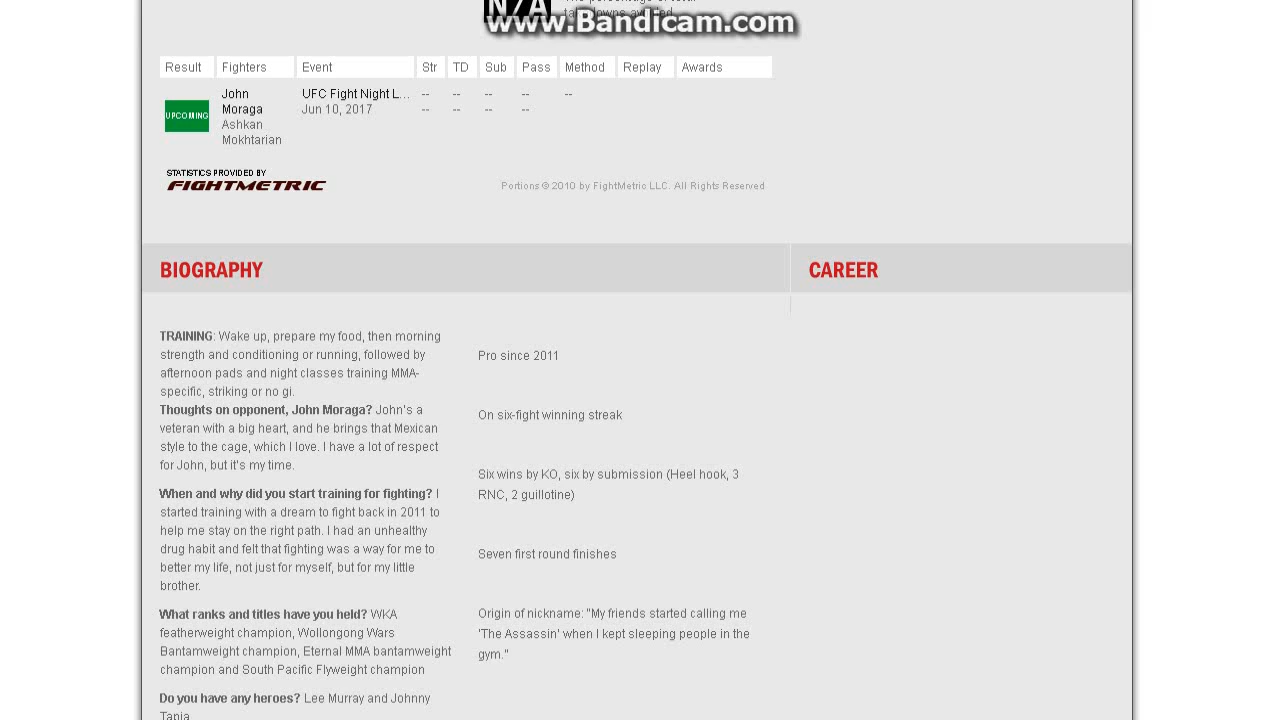 N/A
www.Bandicam.com
Result Fighters Event Str TD Sub Pass Method Replay Awards
UPCOMING
John
Moraga
Ashkan
Mokhtarian
UFC Fight Night L...
Jun 10, 2017
-- -- -- -- --
-- -- -- --
STATISTICS PROVIDED BY
FIGHTMETRIC
Portions © 2010 by FightMetric LLC. All Rights Reserved
BIOGRAPHY
CAREER
TRAINING: Wake up, prepare my food, then morning
strength and conditioning or running, followed by
afternoon pads and night classes training MMA-
specific, striking or no gi.
Thoughts on opponent, John Moraga? John's a
veteran with a big heart, and he brings that Mexican
style to the cage, which I love. I have a lot of respect
for John, but it's my time.
When and why did you start training for fighting? I
started training with a dream to fight back in 2011 to
help me stay on the right path. I had an unhealthy
drug habit and felt that fighting was a way for me to
better my life, not just for myself, but for my little
brother.
What ranks and titles have you held? WKA
featherweight champion, Wollongong Wars
Bantamweight champion, Eternal MMA bantamweight
champion and South Pacific Flyweight champion
Do you have any heroes? Lee Murray and Johnny
Tapia
Pro since 2011
On six-fight winning streak
Six wins by KO, six by submission (Heel hook, 3
RNC, 2 guillotine)
Seven first round finishes
Origin of nickname: "My friends started calling me
'The Assassin' when I kept sleeping people in the
gym."